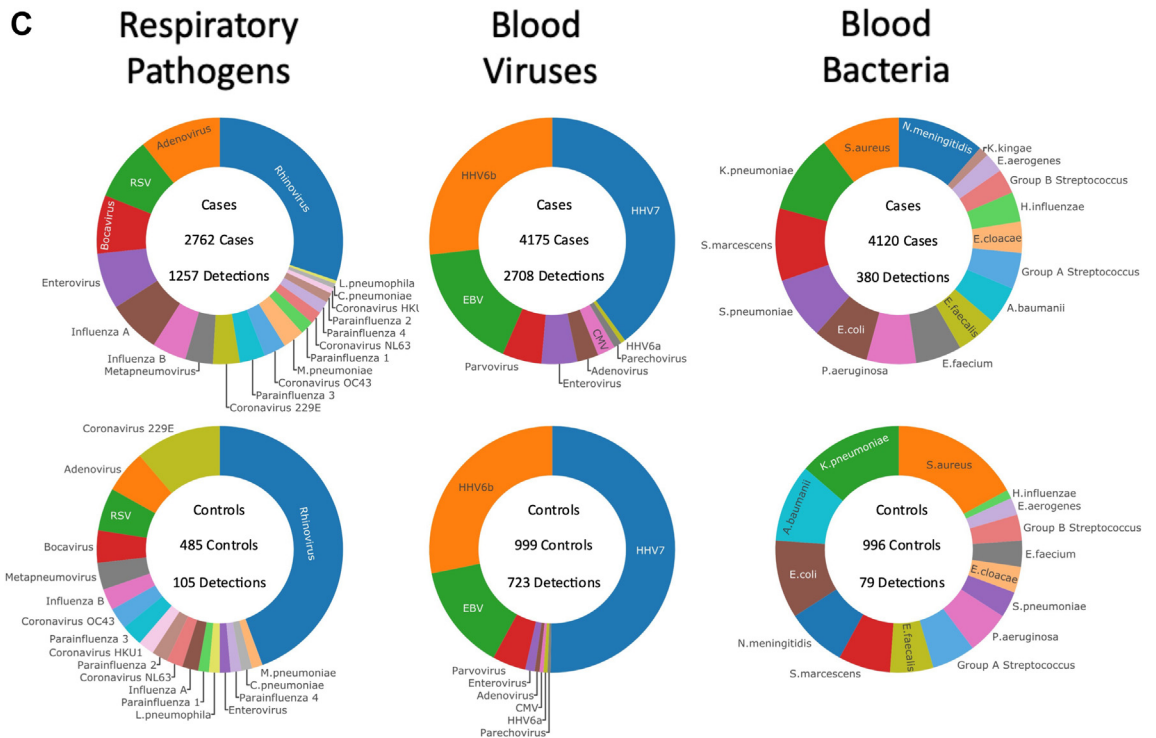 C
Respiratory
Pathogens
Blood
Viruses
Blood
Bacteria
Adenovirus
Rhinovirus
RSV
Bocavirus
Enterovirus
Influenza A
Influenza B
Metapneumovirus
Coronavirus 229E
Parainfluenza 3
Coronavirus OC43
M.pneumoniae
Parainfluenza 1
Coronavirus NL63
Parainfluenza 4
Parainfluenza 2
Coronavirus HKU
C.pneumoniae
L.pneumophila
Cases
2762 Cases
1257 Detections
HHV6b
HHV7
EBV
Parvovirus
Enterovirus
Adenovirus
CMV
Parechovirus
HHV6a
Cases
4175 Cases
2708 Detections
S.aureus
N.meningitidis
K.kingae
E.aerogenes
Group B Streptococcus
H.influenzae
E.cloacae
Group A Streptococcus
A.baumanii
E.faecalis
E.faecium
P.aeruginosa
E.coli
S.pneumoniae
S.marcescens
K.pneumoniae
Cases
4120 Cases
380 Detections
Coronavirus 229E
Adenovirus
RSV
Bocavirus
Metapneumovirus
Influenza B
Coronavirus OC43
Parainfluenza 3
Coronavirus HKU1
Parainfluenza 2
Coronavirus NL63
Influenza A
Parainfluenza 1
L.pneumophila
Enterovirus
Parainfluenza 4
C.pneumoniae
M.pneumoniae
Rhinovirus
Controls
485 Controls
105 Detections
HHV6b
HHV7
EBV
Parvovirus
Enterovirus
Adenovirus
CMV
HHV6a
Parechovirus
Controls
999 Controls
723 Detections
K.pneumoniae
S.aureus
H.influenzae
E.aerogenes
Group B Streptococcus
E.faecium
E.cloacae
S.pneumoniae
P.aeruginosa
Group A Streptococcus
E.faecalis
S.marcescens
N.meningitidis
E.coli
A.baumanii
Controls
996 Controls
79 Detections